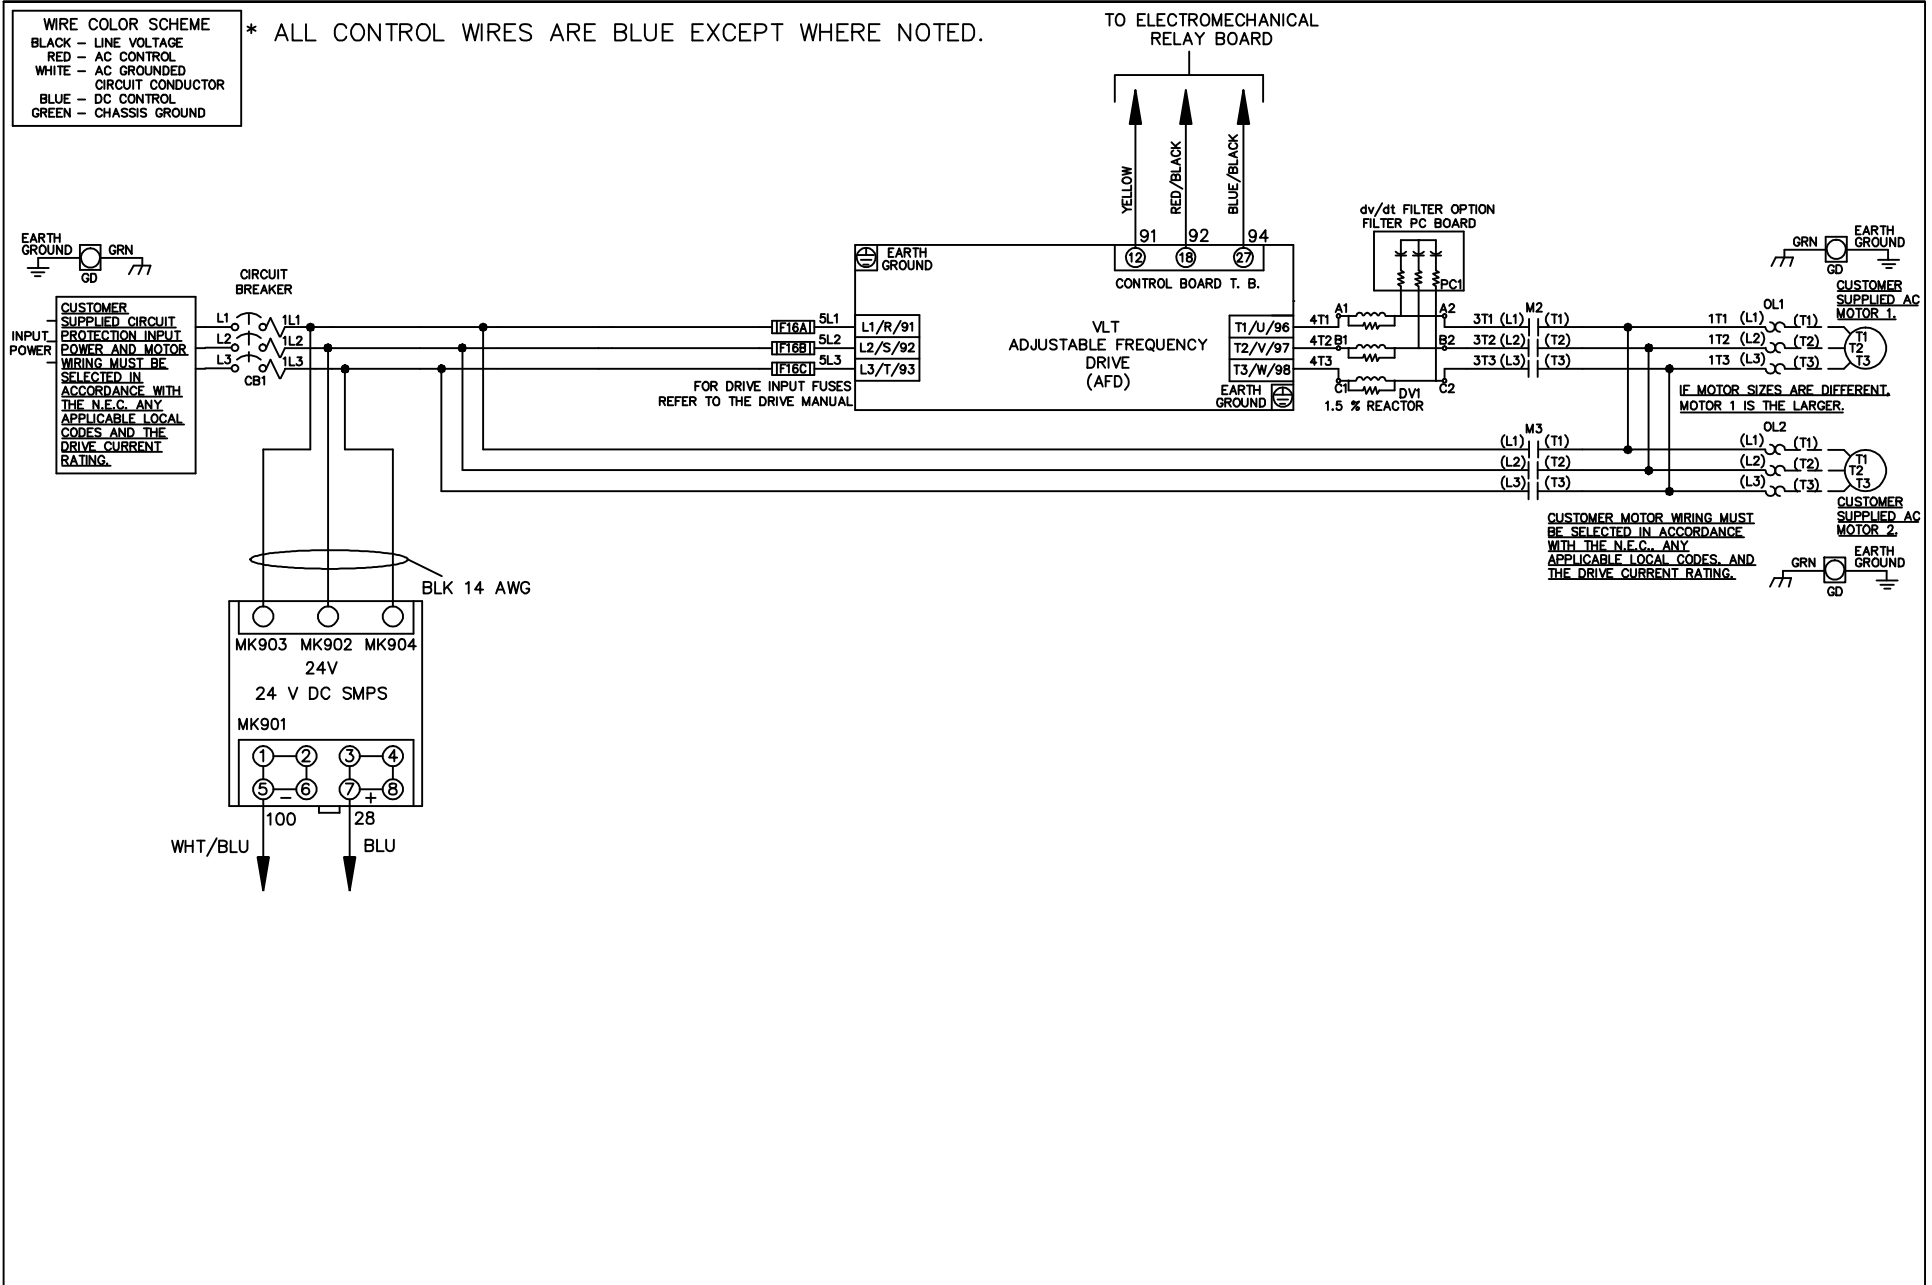 WIRE COLOR SCHEME
BLACK – LINE VOLTAGE
RED – AC CONTROL
WHITE – AC GROUNDED
CIRCUIT CONDUCTOR
BLUE – DC CONTROL
GREEN – CHASSIS GROUND
* ALL CONTROL WIRES ARE BLUE EXCEPT WHERE NOTED.
TO ELECTROMECHANICAL
RELAY BOARD
YELLOW
RED/BLACK
BLUE/BLACK
91 92 94
12 18 27
CONTROL BOARD T. B.
EARTH
GROUND
GRN
GD
INPUT
POWER
CUSTOMER
SUPPLIED CIRCUIT
PROTECTION INPUT
POWER AND MOTOR
WIRING MUST BE
SELECTED IN
ACCORDANCE WITH
THE N.E.C. ANY
APPLICABLE LOCAL
CODES AND THE
DRIVE CURRENT
RATING.
CIRCUIT
BREAKER
L1 1L1
L2 1L2
L3 1L3
CB1
F16A 5L1
F16B 5L2
F16C 5L3
FOR DRIVE INPUT FUSES
REFER TO THE DRIVE MANUAL
EARTH
GROUND
L1/R/91
L2/S/92
L3/T/93
VLT
ADJUSTABLE FREQUENCY
DRIVE
(AFD)
T1/U/96
T2/V/97
T3/W/98
EARTH
GROUND
dv/dt FILTER OPTION
FILTER PC BOARD
PC1
4T1 A1 A2
4T2 B1 B2
4T3
C1 DV1 C2
1.5 % REACTOR
M2
3T1 (L1) (T1)
3T2 (L2) (T2)
3T3 (L3) (T3)
OL1
1T1 (L1) (T1)
1T2 (L2) (T2)
1T3 (L3) (T3)
T1
T2
T3
GRN
GD
EARTH
GROUND
CUSTOMER
SUPPLIED AC
MOTOR 1.
IF MOTOR SIZES ARE DIFFERENT,
MOTOR 1 IS THE LARGER.
M3
(L1) (T1)
(L2) (T2)
(L3) (T3)
OL2
(L1) (T1)
(L2) (T2)
(L3) (T3)
T1
T2
T3
CUSTOMER
SUPPLIED AC
MOTOR 2.
CUSTOMER MOTOR WIRING MUST
BE SELECTED IN ACCORDANCE
WITH THE N.E.C., ANY
APPLICABLE LOCAL CODES, AND
THE DRIVE CURRENT RATING.
GRN
GD
EARTH
GROUND
BLK 14 AWG
MK903 MK902 MK904
24V
24 V DC SMPS
MK901
1 2 3 4
5 6 7 8
– +
100 28
WHT/BLU BLU